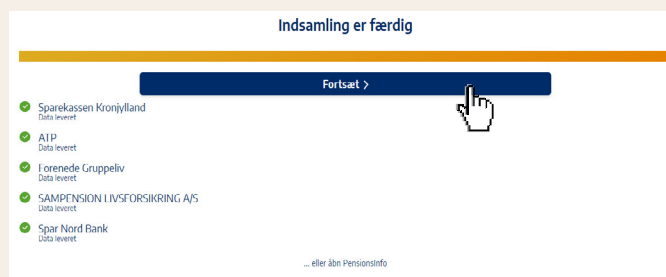 Indsamling er færdig
Fortsæt >
Sparekassen Kronjylland
Data leveret
ATP
Data leveret
Forenede Gruppeliv
Data leveret
SAMPENSION LIVSFORSIKRING A/S
Data leveret
Spar Nord Bank
Data leveret
... eller åbn PensionsInfo